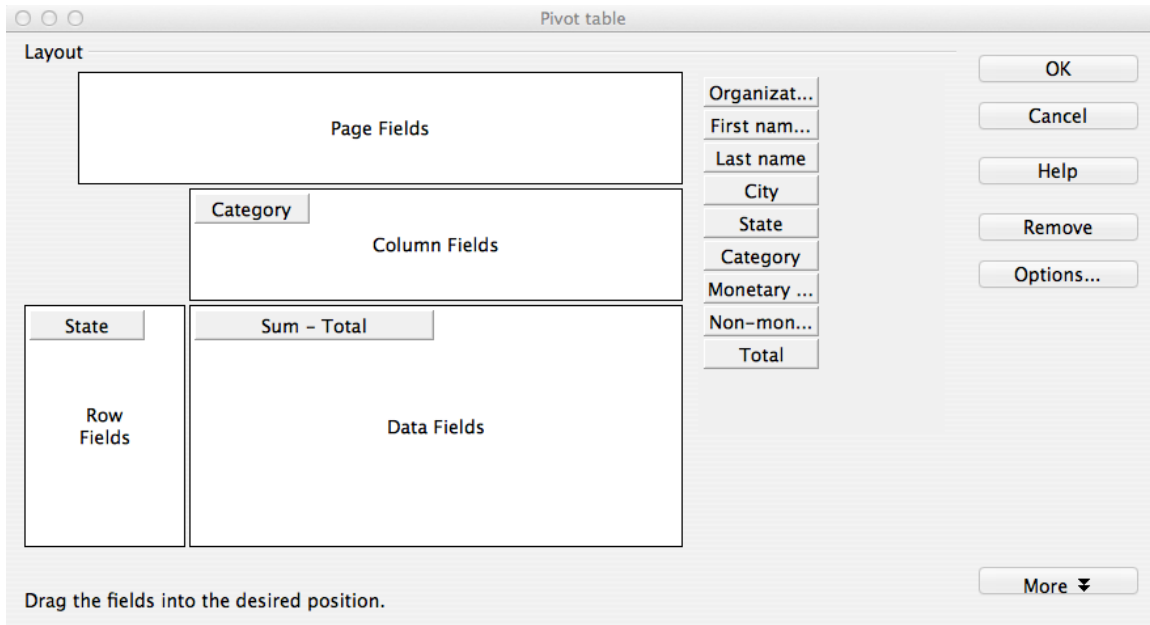 Pivot table
Layout
Page Fields
Category
Column Fields
State
Row
Fields
Sum – Total
Data Fields
Organizat...
First nam...
Last name
City
State
Category
Monetary ...
Non-mon...
Total
OK
Cancel
Help
Remove
Options...
More
Drag the fields into the desired position.